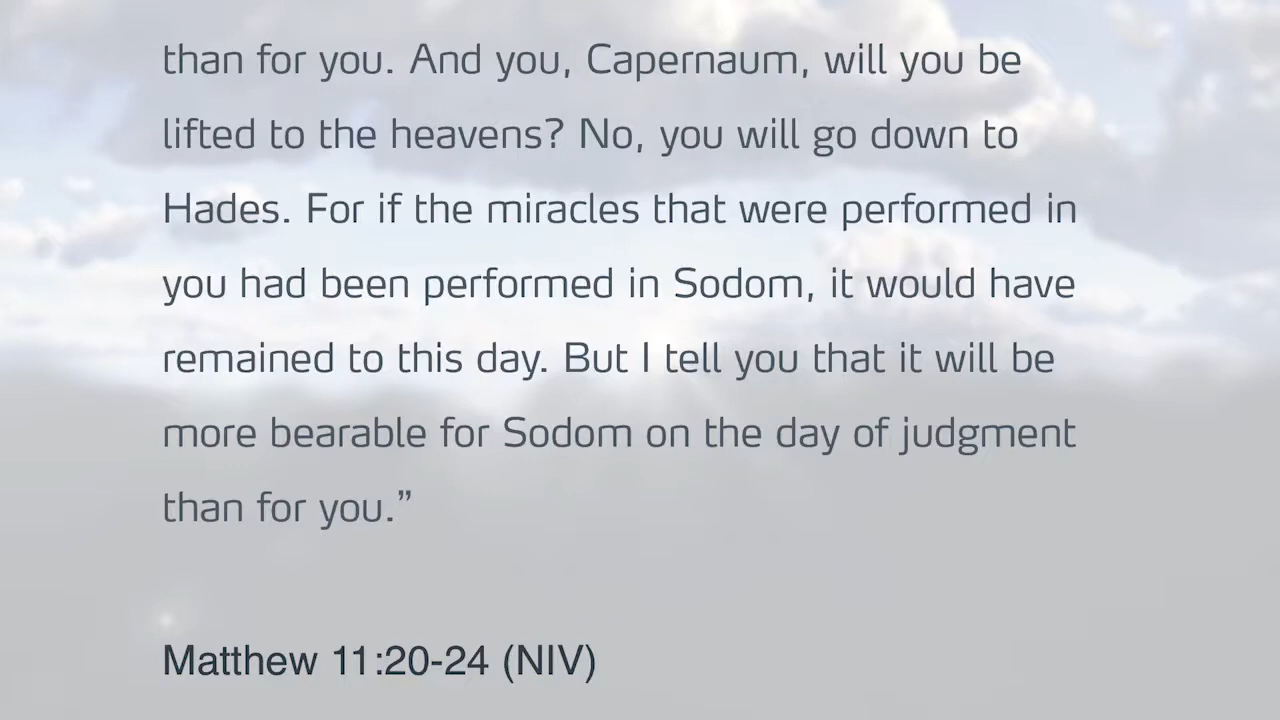 than for you. And you, Capernaum, will you be
lifted to the heavens? No, you will go down to
Hades. For if the miracles that were performed in
you had been performed in Sodom, it would have
remained to this day. But I tell you that it will be
more bearable for Sodom on the day of judgment
than for you.”
Matthew 11:20-24 (NIV)